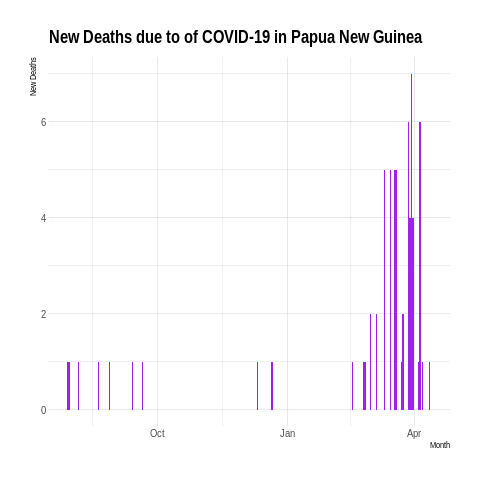 New Deaths due to of COVID-19 in Papua New Guinea
New Deaths
6
4
2
0
Oct Jan Apr
Month